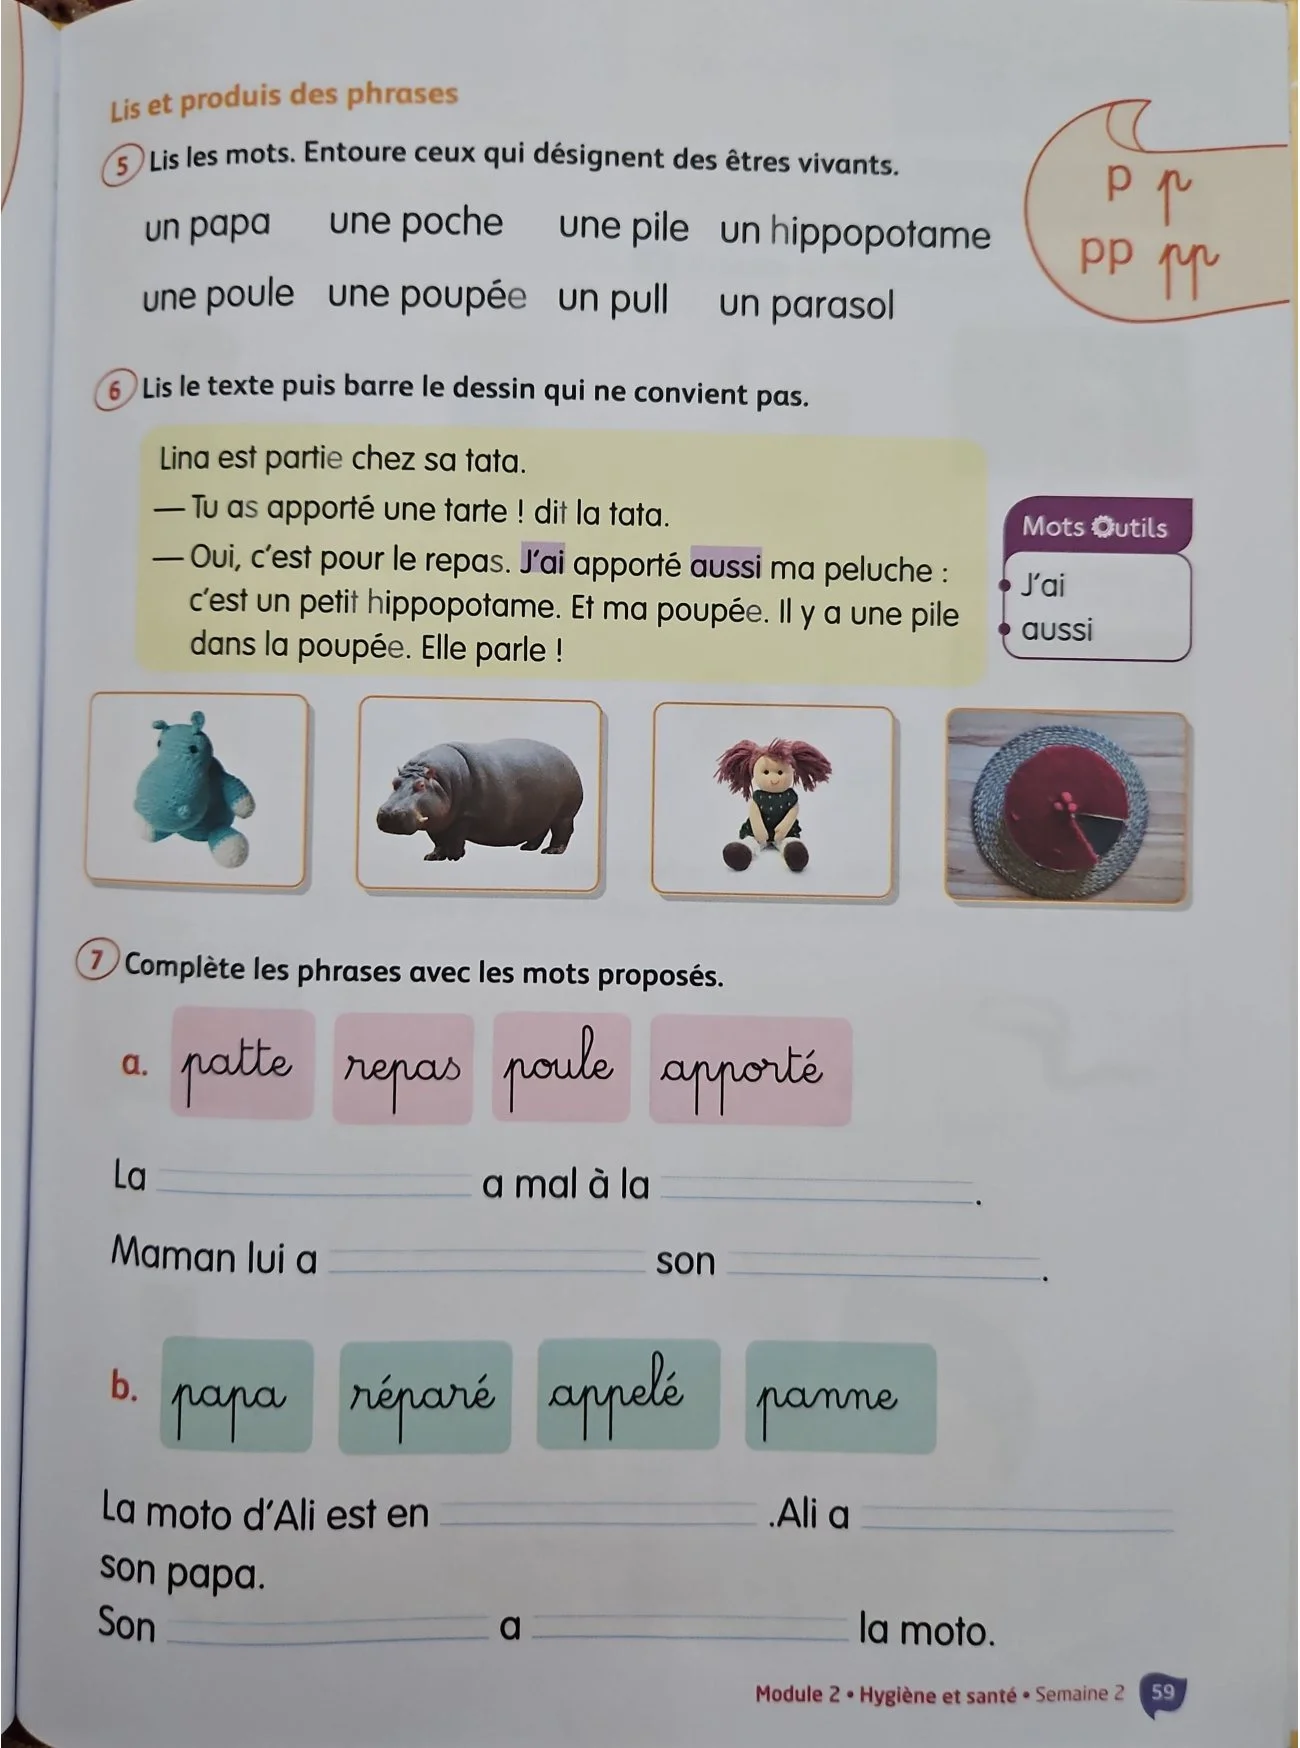 Lis et produis des phrases
5 Lis les mots. Entoure ceux qui désignent des êtres vivants.
un papa une poche une pile un hippopotame
une poule une poupée un pull un parasol
p p
pp pp
6 Lis le texte puis barre le dessin qui ne convient pas.
Lina est partie chez sa tata.
— Tu as apporté une tarte ! dit la tata.
— Oui, c'est pour le repas. J'ai apporté aussi ma peluche :
c'est un petit hippopotame. Et ma poupée. Il y a une pile
dans la poupée. Elle parle !
Mots Outils
J'ai
aussi
7 Complète les phrases avec les mots proposés.
a. patte repas poule apporté
La a mal à la .
Maman lui a son .
b. papa réparé appelé panne
La moto d'Ali est en .Ali a
son papa.
Son a la moto.
Module 2 • Hygiène et santé • Semaine 2 59